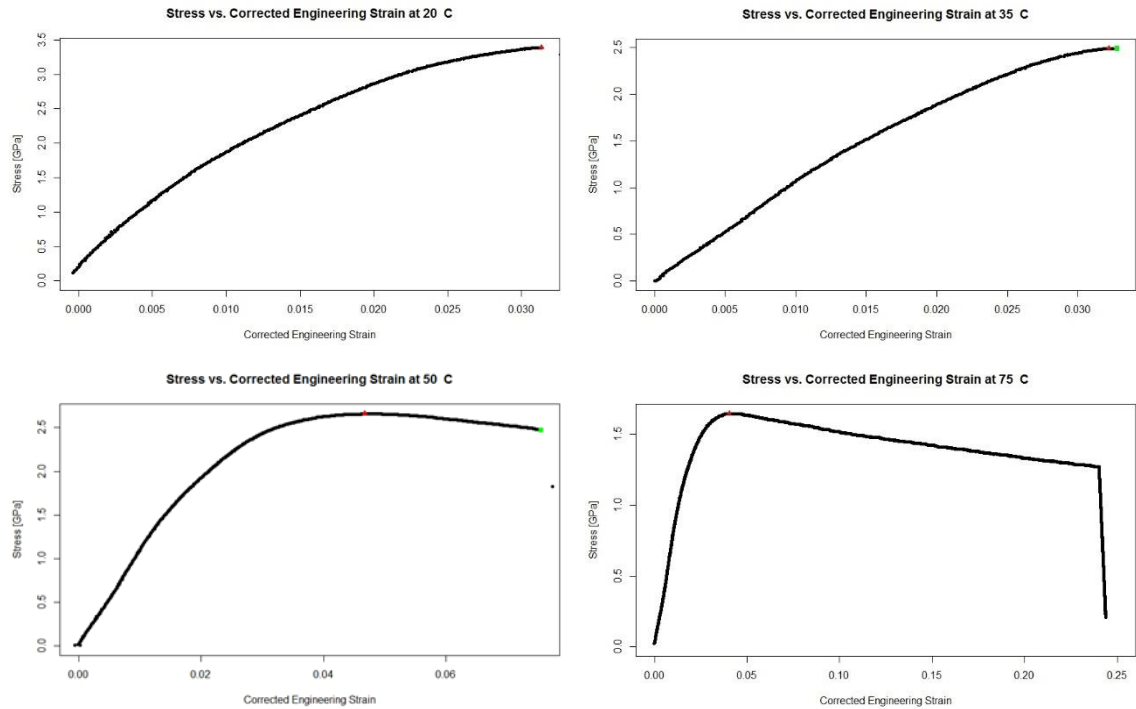 Stress vs. Corrected Engineering Strain at 20 C
Stress [GPa]
3.5
3.0
2.5
2.0
1.5
1.0
0.5
0.0
0.000 0.005 0.010 0.015 0.020 0.025 0.030
Corrected Engineering Strain
Stress vs. Corrected Engineering Strain at 35 C
Stress [GPa]
2.5
2.0
1.5
1.0
0.5
0.0
0.000 0.005 0.010 0.015 0.020 0.025 0.030
Corrected Engineering Strain
Stress vs. Corrected Engineering Strain at 50 C
Stress [GPa]
2.5
2.0
1.5
1.0
0.5
0.0
0.00 0.02 0.04 0.06
Corrected Engineering Strain
Stress vs. Corrected Engineering Strain at 75 C
Stress [GPa]
1.5
1.0
0.5
0.0
0.00 0.05 0.10 0.15 0.20 0.25
Corrected Engineering Strain